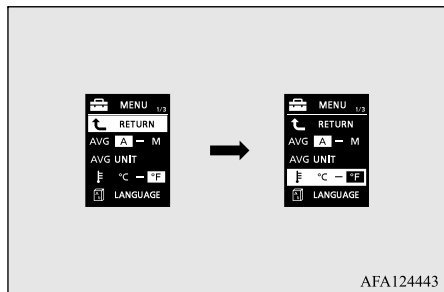 MENU 1/3
RETURN
AVG A – M
AVG UNIT
°C – °F
LANGUAGE
MENU 1/3
RETURN
AVG A – M
AVG UNIT
°C – °F
LANGUAGE
AFA124443